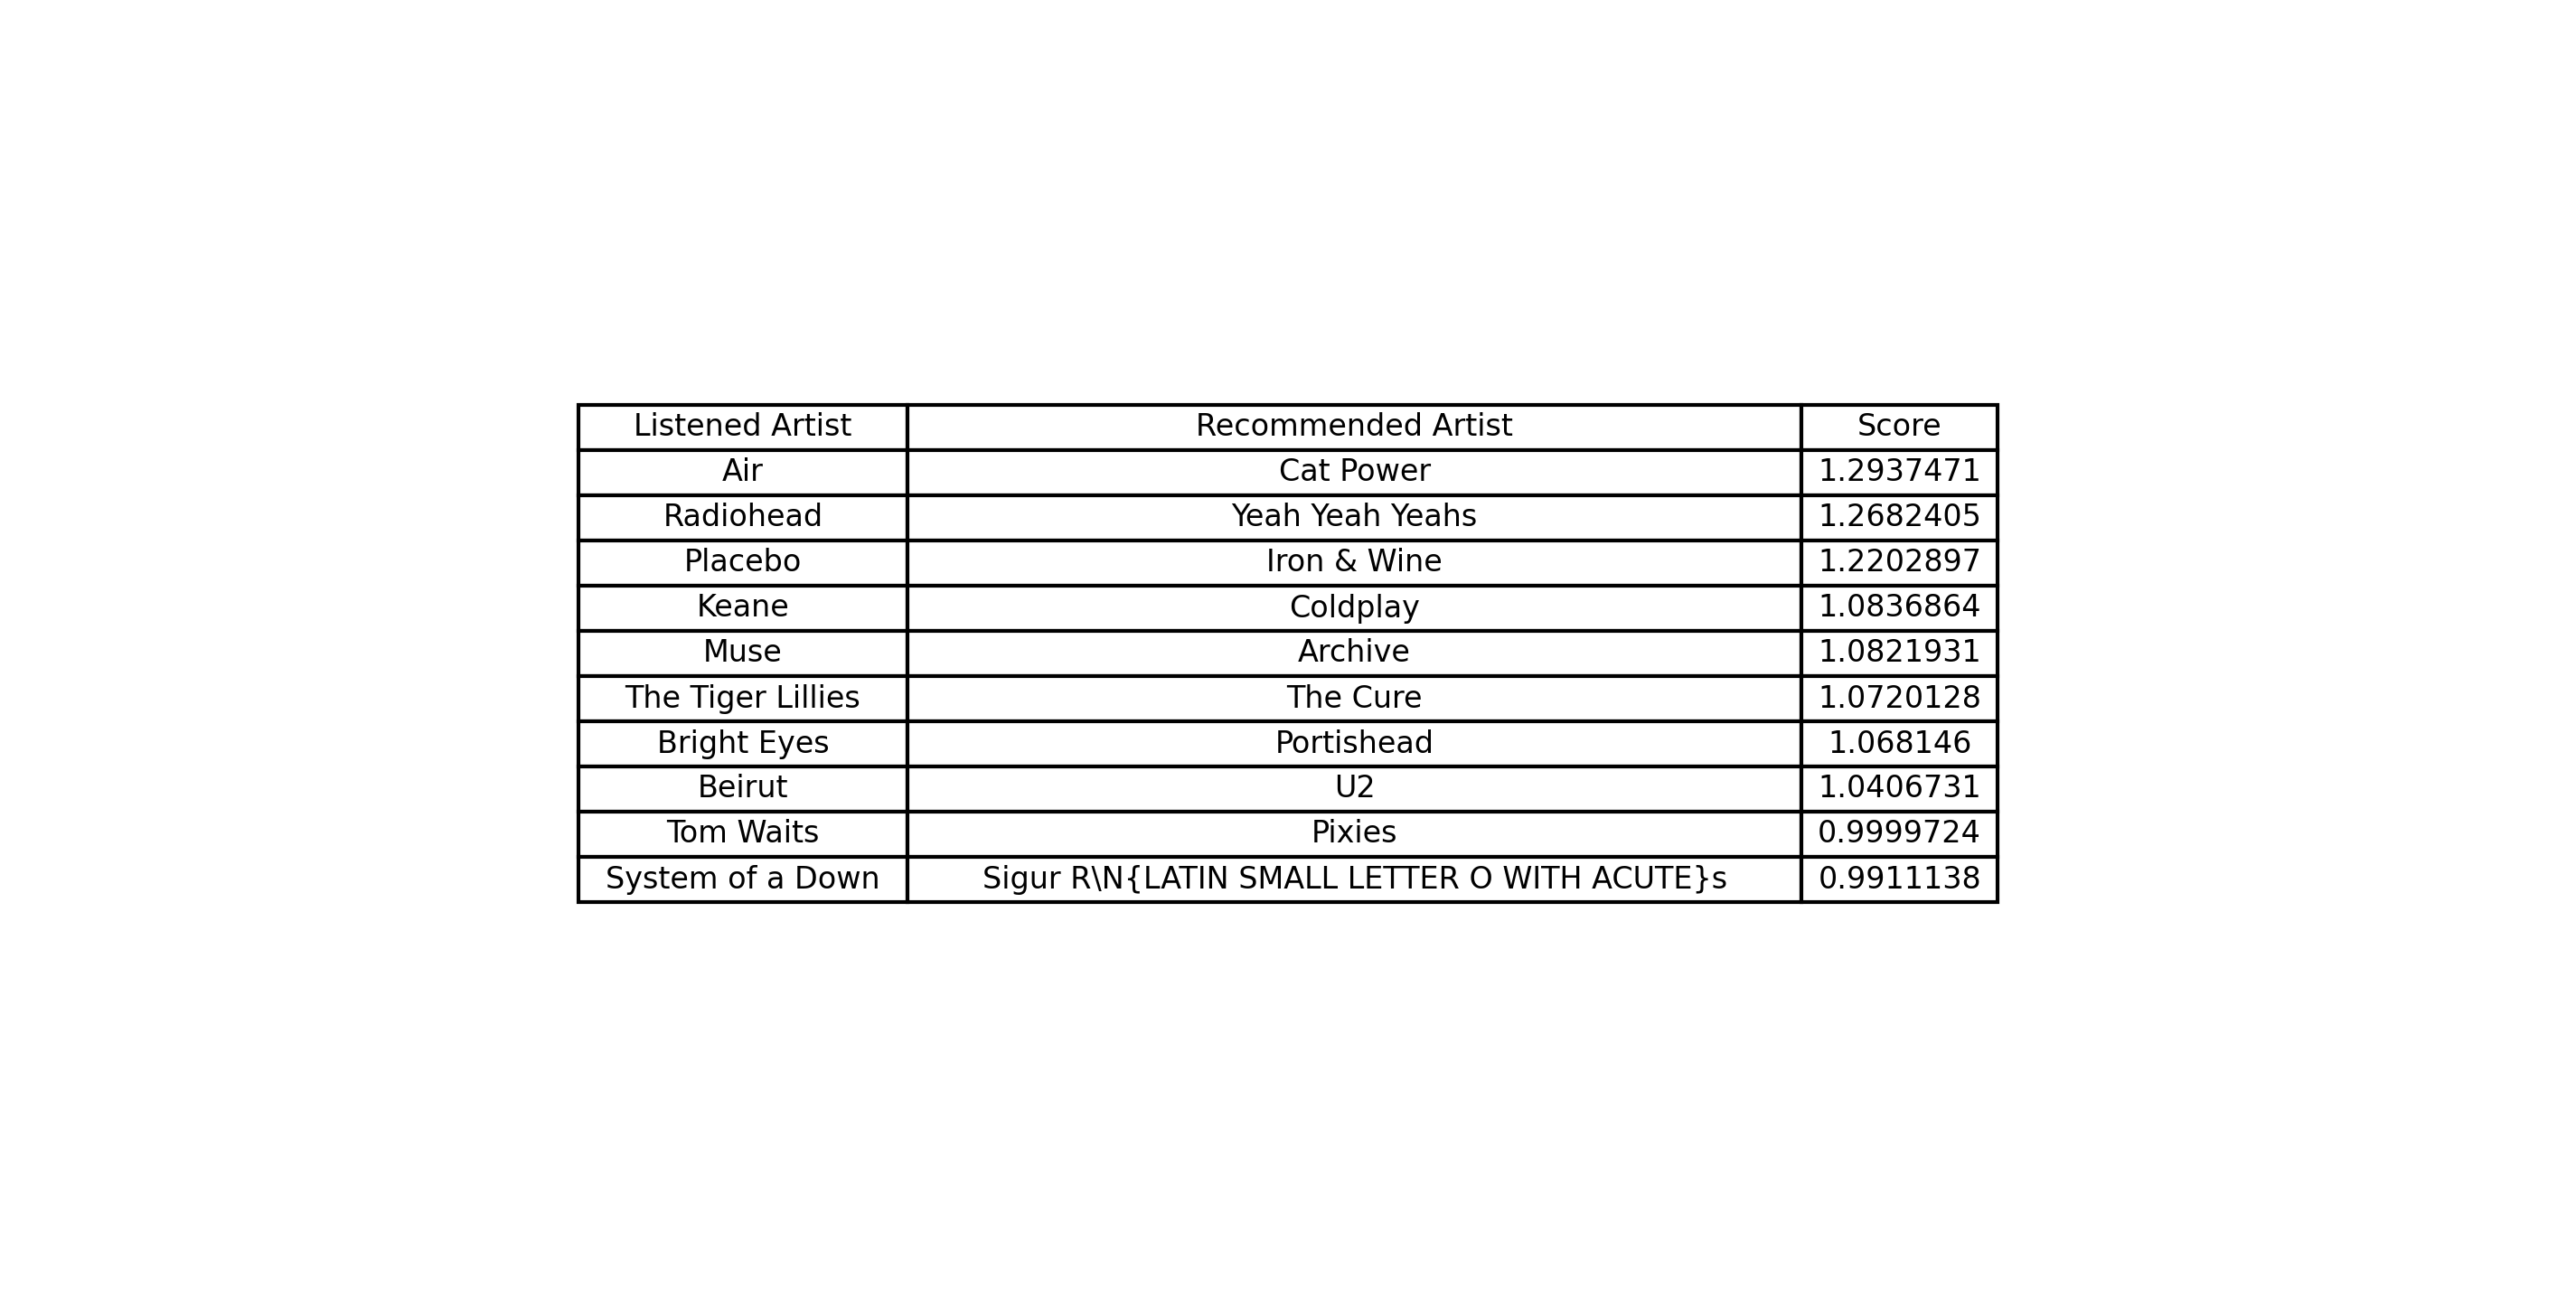 Listened Artist Recommended Artist Score
Air Cat Power 1.2937471
Radiohead Yeah Yeah Yeahs 1.2682405
Placebo Iron & Wine 1.2202897
Keane Coldplay 1.0836864
Muse Archive 1.0821931
The Tiger Lillies The Cure 1.0720128
Bright Eyes Portishead 1.068146
Beirut U2 1.0406731
Tom Waits Pixies 0.9999724
System of a Down Sigur R\N{LATIN SMALL LETTER O WITH ACUTE}s 0.9911138